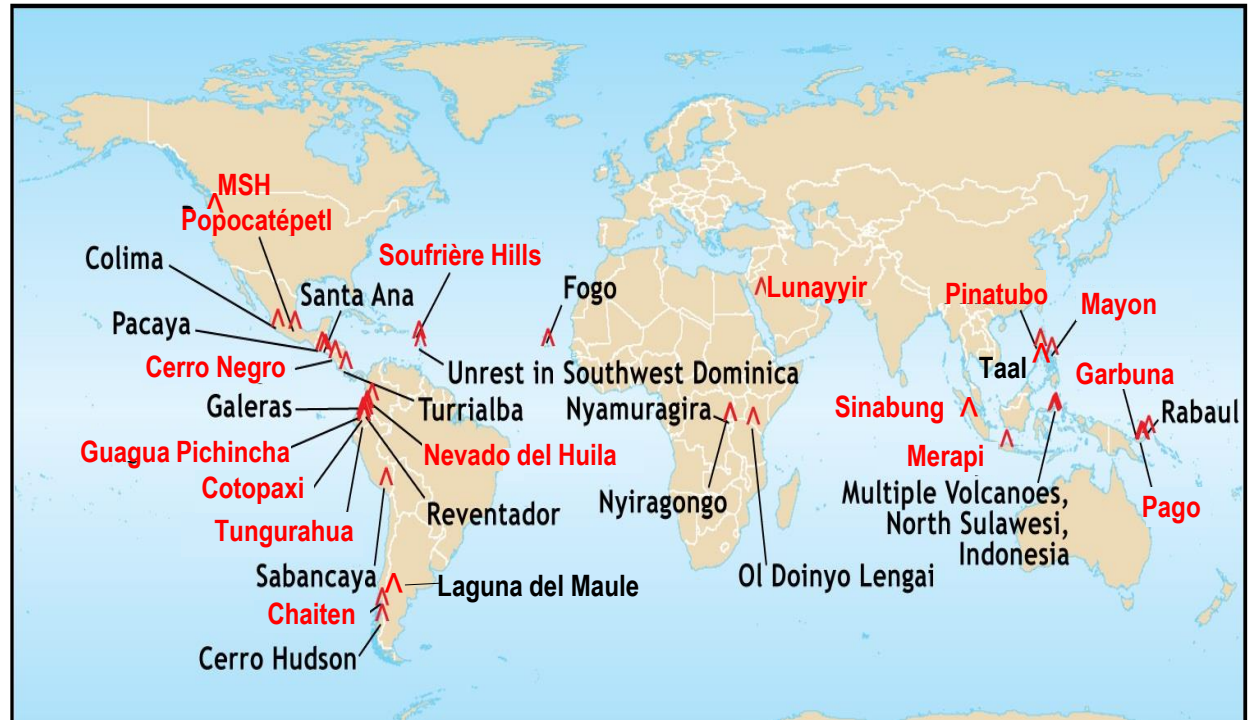 MSH
Popocatépetl
Colima
Soufrière Hills
Santa Ana
Fogo
Lunayyir
Pinatubo
Mayon
Pacaya
Cerro Negro
Unrest in Southwest Dominica
Taal
Garbuna
Galeras
Turrialba
Nyamuragira
Sinabung
Rabaul
Guagua Pichincha
Nevado del Huila
Merapi
Cotopaxi
Reventador
Nyiragongo
Multiple Volcanoes,
North Sulawesi,
Indonesia
Pago
Tungurahua
Sabancaya
Laguna del Maule
Ol Doinyo Lengai
Chaiten
Cerro Hudson